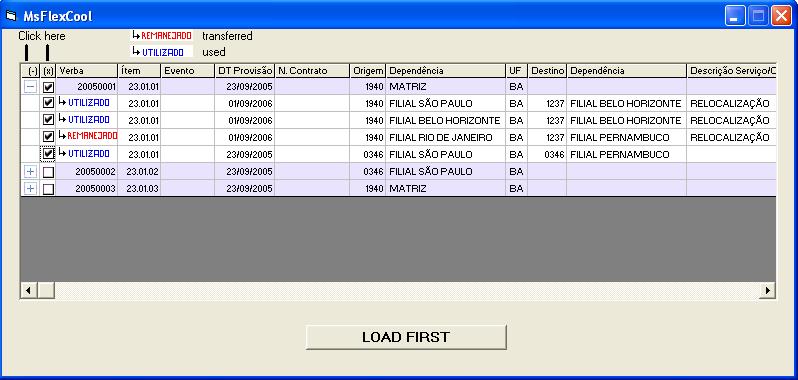 MsFlexCool
Click here REMANEJADO transferred
UTILIZADO used
(-) (x) Verba Ítem Evento DT Provisão N. Contrato Origem Dependência UF Destino Dependência Descrição Serviço/O
20050001 23.01.01 23/09/2005 1940 MATRIZ BA
UTILIZADO 23.01.01 01/09/2006 1940 FILIAL SÃO PAULO BA 1237 FILIAL BELO HORIZONTE RELOCALIZAÇÃO
UTILIZADO 23.01.01 01/09/2006 1940 FILIAL BELO HORIZONTE BA 1237 FILIAL BELO HORIZONTE RELOCALIZAÇÃO
REMANEJADO 23.01.01 01/09/2006 1940 FILIAL RIO DE JANEIRO BA 1237 FILIAL PERNAMBUCO RELOCALIZAÇÃO
UTILIZADO 23.01.01 23/09/2005 0346 FILIAL SÃO PAULO BA 0346 FILIAL PERNAMBUCO
20050002 23.01.02 23/09/2005 0346 FILIAL SÃO PAULO BA
20050003 23.01.03 23/09/2005 1940 MATRIZ BA
LOAD FIRST